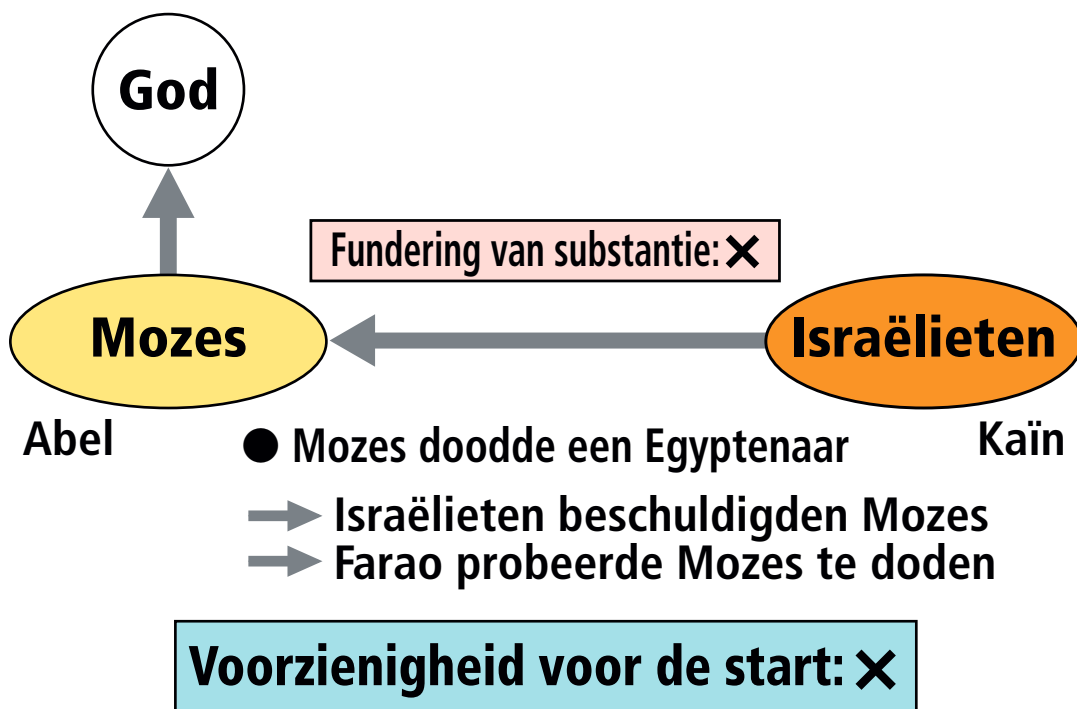 God
Fundering van substantie: ×
Mozes
Israëlieten
Abel
Kaïn
● Mozes doodde een Egyptenaar
→ Israëlieten beschuldigden Mozes
→ Farao probeerde Mozes te doden
Voorzienigheid voor de start: ×